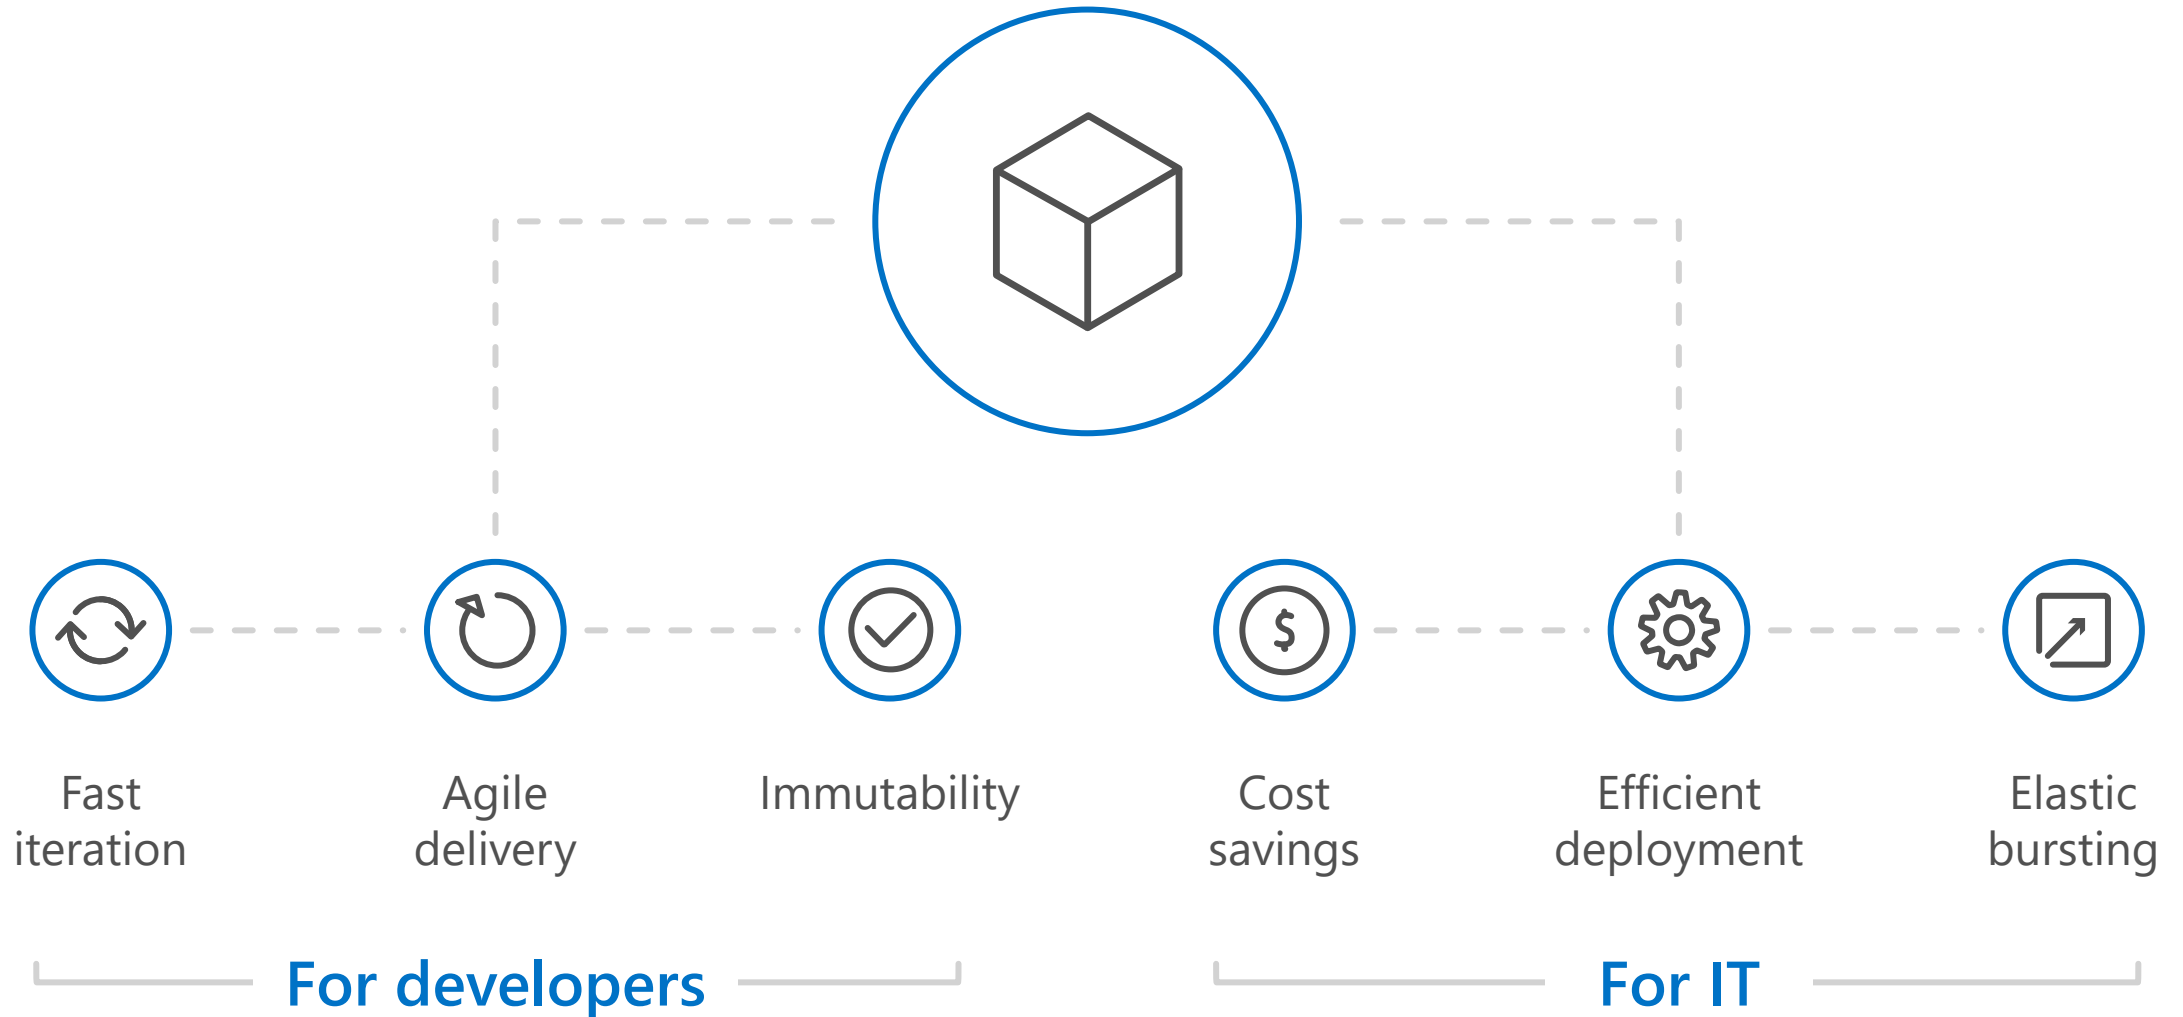 Fast
iteration
Agile
delivery
Immutability
$
Cost
savings
Efficient
deployment
Elastic
bursting
For developers
For IT